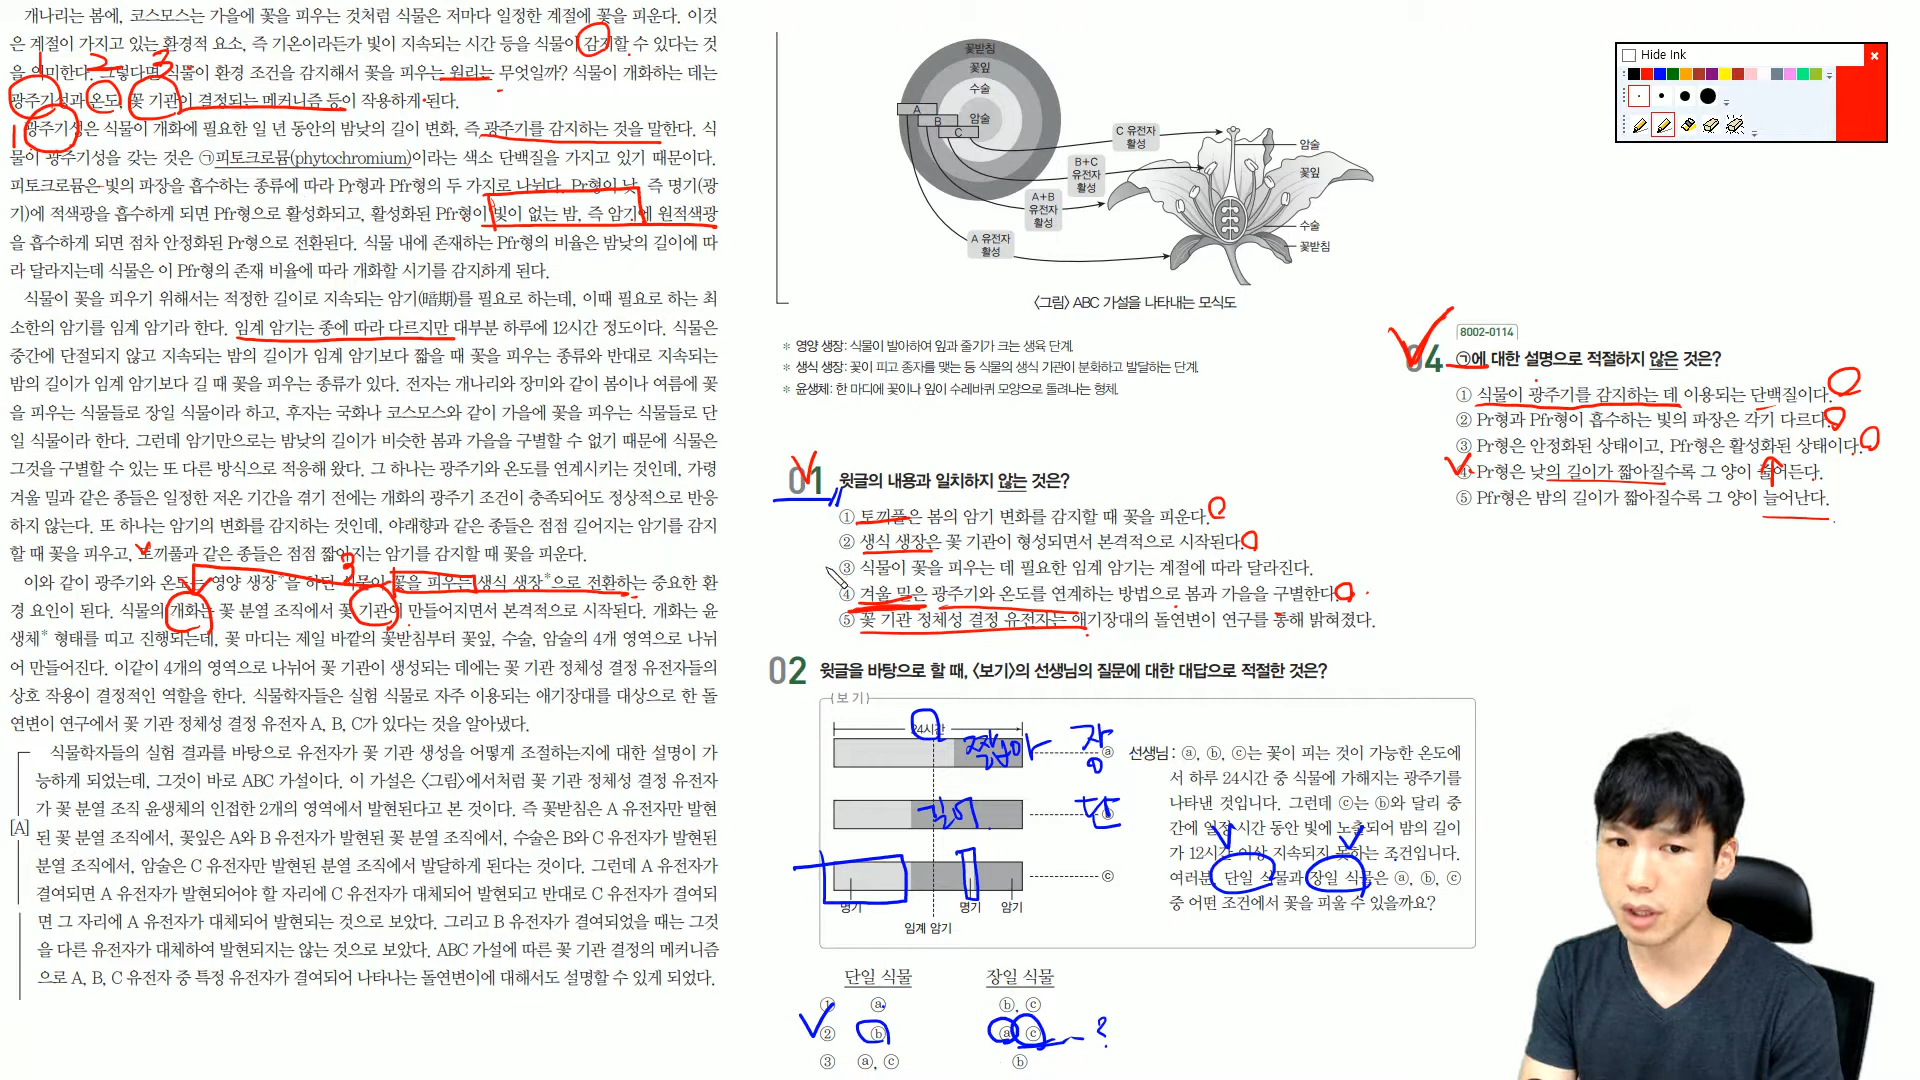 개나리는 봄에, 코스모스는 가을에 꽃을 피우는 것처럼 식물은 저마다 일정한 계절에 꽃을 피운다. 이것
은 계절이 가지고 있는 환경적 요소, 즉 기온이라든가 빛이 지속되는 시간 등을 식물이 감지할 수 있다는 것
을 의미한다. 그렇다면 식물이 환경 조건을 감지해서 꽃을 피우는 원리는 무엇일까? 식물이 개화하는 데는
광주기성과 온도, 꽃 기관이 결정되는 메커니즘 등이 작용하게 된다.
광주기성은 식물이 개화에 필요한 일 년 동안의 밤낮의 길이 변화, 즉 광주기를 감지하는 것을 말한다. 식
물이 광주기성을 갖는 것은 ㉠피토크로뮴(phytochromium)이라는 색소 단백질을 가지고 있기 때문이다.
피토크로뮴은 빛의 파장을 흡수하는 종류에 따라 Pr형과 Pfr형의 두 가지로 나뉜다. Pr형이 낮, 즉 명기(광
기)에 적색광을 흡수하게 되면 Pfr형으로 활성화되고, 활성화된 Pfr형이 빛이 없는 밤, 즉 암기에 원적색광
을 흡수하게 되면 점차 안정화된 Pr형으로 전환된다. 식물 내에 존재하는 Pfr형의 비율은 밤낮의 길이에 따
라 달라지는데 식물은 이 Pfr형의 존재 비율에 따라 개화할 시기를 감지하게 된다.
식물이 꽃을 피우기 위해서는 적정한 길이로 지속되는 암기(暗期)를 필요로 하는데, 이때 필요로 하는 최
소한의 암기를 임계 암기라 한다. 임계 암기는 종에 따라 다르지만 대부분 하루에 12시간 정도이다. 식물은
중간에 단절되지 않고 지속되는 밤의 길이가 임계 암기보다 짧을 때 꽃을 피우는 종류와 반대로 지속되는
밤의 길이가 임계 암기보다 길 때 꽃을 피우는 종류가 있다. 전자는 개나리와 장미와 같이 봄이나 여름에 꽃
을 피우는 식물들로 장일 식물이라 하고, 후자는 국화나 코스모스와 같이 가을에 꽃을 피우는 식물들로 단
일 식물이라 한다. 그런데 암기만으로는 밤낮의 길이가 비슷한 봄과 가을을 구별할 수 없기 때문에 식물은
그것을 구별할 수 있는 또 다른 방식으로 적응해 왔다. 그 하나는 광주기와 온도를 연계시키는 것인데, 가령
겨울 밀과 같은 종들은 일정한 저온 기간을 겪기 전에는 개화의 광주기 조건이 충족되어도 정상적으로 반응
하지 않는다. 또 하나는 암기의 변화를 감지하는 것인데, 야래향과 같은 종들은 점점 길어지는 암기를 감지
할 때 꽃을 피우고, 토끼풀과 같은 종들은 점점 짧아지는 암기를 감지할 때 꽃을 피운다.
이와 같이 광주기와 온도는 영양 생장*을 하던 식물이 꽃을 피우는 생식 생장*으로 전환하는 중요한 환
경 요인이 된다. 식물의 개화는 꽃 분열 조직에서 꽃 기관이 만들어지면서 본격적으로 시작된다. 개화는 윤
생체* 형태를 띠고 진행되는데, 꽃 마디는 제일 바깥의 꽃받침부터 꽃잎, 수술, 암술의 4개 영역으로 나뉘
어 만들어진다. 이같이 4개의 영역으로 나뉘어 꽃 기관이 생성되는 데에는 꽃 기관 정체성 결정 유전자들의
상호 작용이 결정적인 역할을 한다. 식물학자들은 실험 식물로 자주 이용되는 애기장대를 대상으로 한 돌
연변이 연구에서 꽃 기관 정체성 결정 유전자 A, B, C가 있다는 것을 알아냈다.
[A]
식물학자들의 실험 결과를 바탕으로 유전자가 꽃 기관 생성을 어떻게 조절하는지에 대한 설명이 가
능하게 되었는데, 그것이 바로 ABC 가설이다. 이 가설은 〈그림〉에서처럼 꽃 기관 정체성 결정 유전자
가 꽃 분열 조직 윤생체의 인접한 2개의 영역에서 발현된다고 본 것이다. 즉 꽃받침은 A 유전자만 발현
된 꽃 분열 조직에서, 꽃잎은 A와 B 유전자가 발현된 꽃 분열 조직에서, 수술은 B와 C 유전자가 발현된
분열 조직에서, 암술은 C 유전자만 발현된 분열 조직에서 발달하게 된다는 것이다. 그런데 A 유전자가
결여되면 A 유전자가 발현되어야 할 자리에 C 유전자가 대체되어 발현되고 반대로 C 유전자가 결여되
면 그 자리에 A 유전자가 대체되어 발현되는 것으로 보았다. 그리고 B 유전자가 결여되었을 때는 그것
을 다른 유전자가 대체하여 발현되지는 않는 것으로 보았다. ABC 가설에 따른 꽃 기관 결정의 메커니즘
으로 A, B, C 유전자 중 특정 유전자가 결여되어 나타나는 돌연변이에 대해서도 설명할 수 있게 되었다.
1 2 3
1
3
꽃받침
꽃잎
수술
암술
A
B
C
C 유전자
활성
B+C
유전자
활성
A+B
유전자
활성
A 유전자
활성
암술
꽃잎
수술
꽃받침
〈그림〉 ABC 가설을 나타내는 모식도
* 영양 생장: 식물이 발아하여 잎과 줄기가 크는 생육 단계.
* 생식 생장: 꽃이 피고 종자를 맺는 등 식물의 생식 기관이 분화하고 발달하는 단계.
* 윤생체: 한 마디에 꽃이나 잎이 수레바퀴 모양으로 돌려나는 형체.
01 윗글의 내용과 일치하지 않는 것은?
① 토끼풀은 봄의 암기 변화를 감지할 때 꽃을 피운다.
② 생식 생장은 꽃 기관이 형성되면서 본격적으로 시작된다.
③ 식물이 꽃을 피우는 데 필요한 임계 암기는 계절에 따라 달라진다.
④ 겨울 밀은 광주기와 온도를 연계하는 방법으로 봄과 가을을 구별한다.
⑤ 꽃 기관 정체성 결정 유전자는 애기장대의 돌연변이 연구를 통해 밝혀졌다.
02 윗글을 바탕으로 할 때, 〈보기〉의 선생님의 질문에 대한 대답으로 적절한 것은?
〈보기〉
24시간
짧아 장
ⓐ
길어 단
ⓑ
ⓒ
명기 명기 암기
임계 암기
선생님: ⓐ, ⓑ, ⓒ는 꽃이 피는 것이 가능한 온도에
서 하루 24시간 중 식물에 가해지는 광주기를
나타낸 것입니다. 그런데 ⓒ는 ⓑ와 달리 중
간에 일정 시간 동안 빛에 노출되어 밤의 길이
가 12시간 이상 지속되지 못하는 조건입니다.
여러분, 단일 식물과 장일 식물은 ⓐ, ⓑ, ⓒ
중 어떤 조건에서 꽃을 피울 수 있을까요?
단일 식물 장일 식물
① ⓐ ⓑ, ⓒ
② ⓑ ⓐ, ⓒ ?
③ ⓐ, ⓒ ⓑ
8002-0114
04 ㉠에 대한 설명으로 적절하지 않은 것은?
① 식물이 광주기를 감지하는 데 이용되는 단백질이다.
② Pr형과 Pfr형이 흡수하는 빛의 파장은 각기 다르다.
③ Pr형은 안정화된 상태이고, Pfr형은 활성화된 상태이다.
④ Pr형은 낮의 길이가 짧아질수록 그 양이 줄어든다.
⑤ Pfr형은 밤의 길이가 짧아질수록 그 양이 늘어난다.
Hide Ink